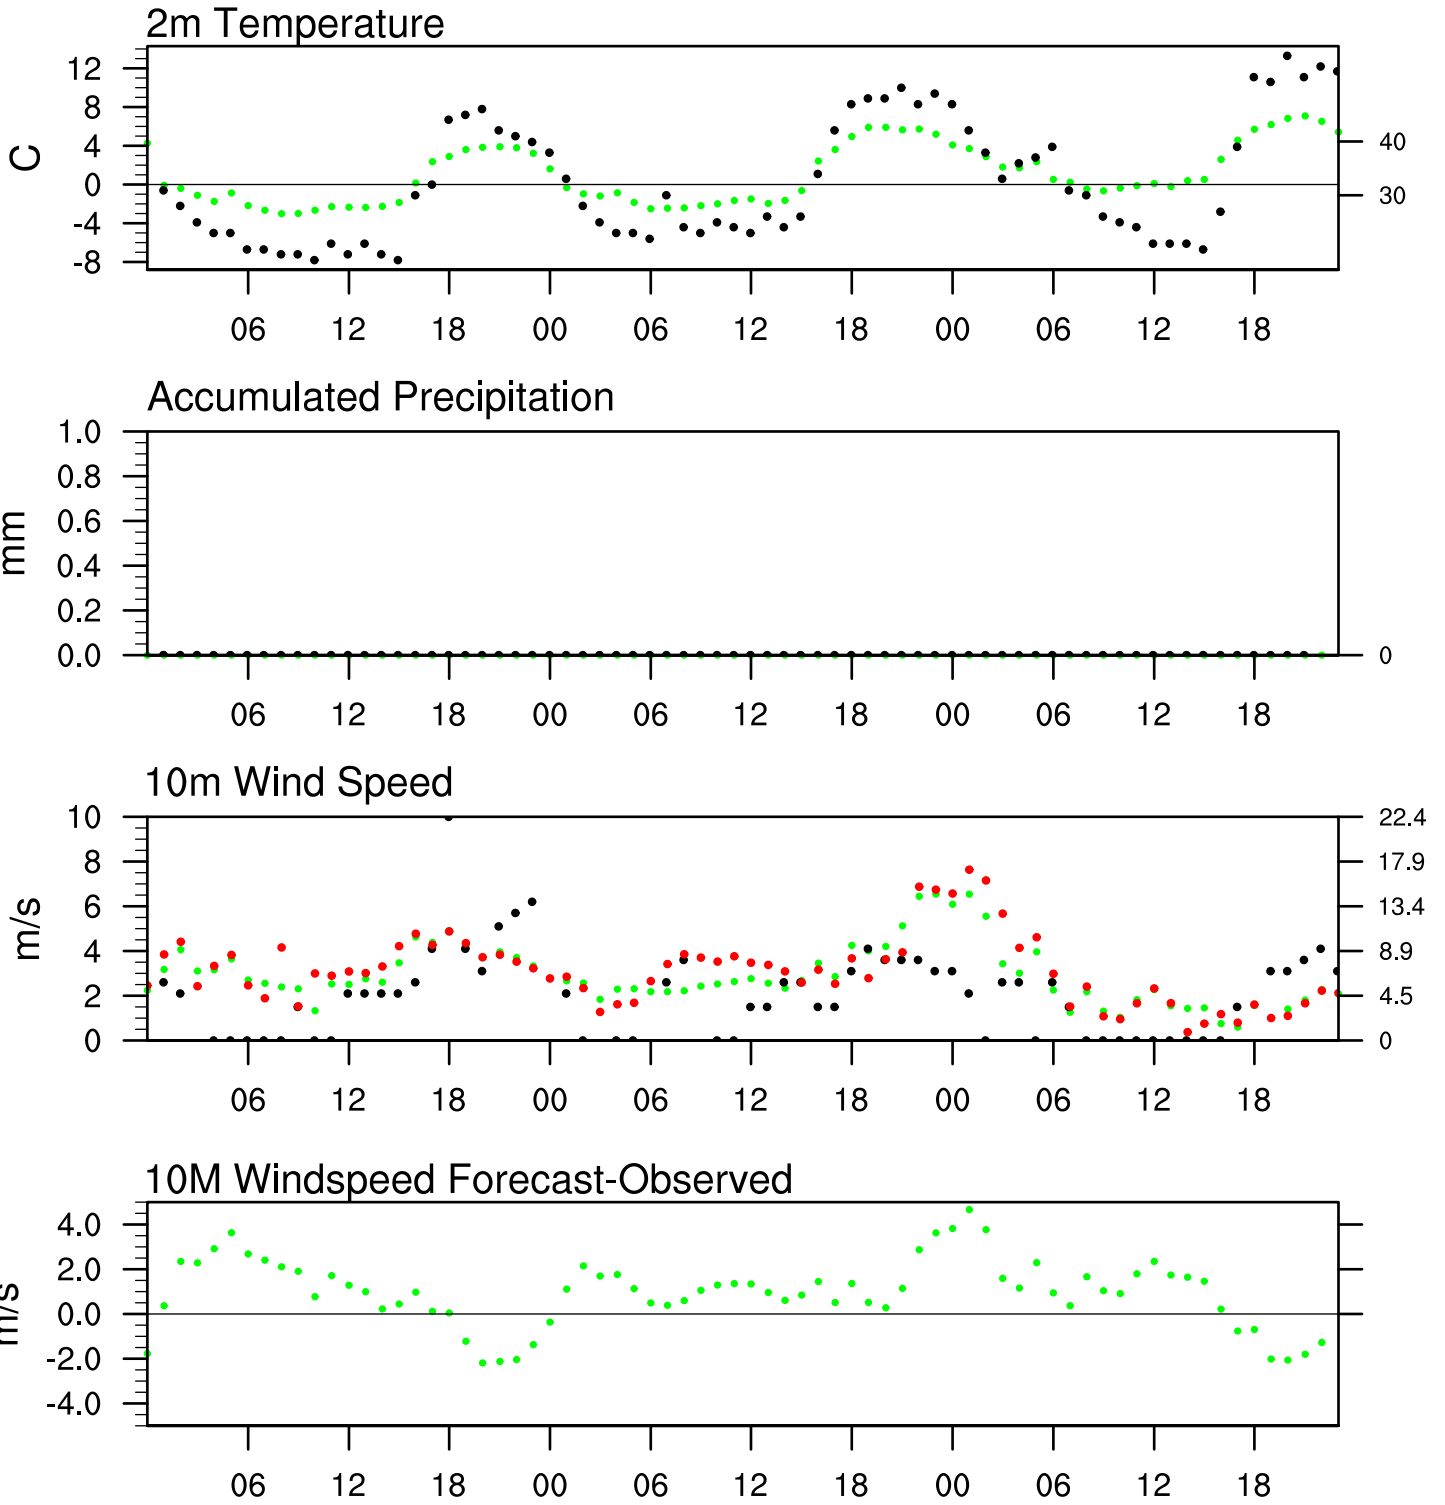 2m Temperature
12
8
4
0
-4
-8
C
40
30
06 12 18 00 06 12 18 00 06 12 18
Accumulated Precipitation
1.0
0.8
0.6
0.4
0.2
0.0
mm
0
06 12 18 00 06 12 18 00 06 12 18
10m Wind Speed
10
8
6
4
2
0
m/s
22.4
17.9
13.4
8.9
4.5
0
06 12 18 00 06 12 18 00 06 12 18
10M Windspeed Forecast-Observed
4.0
2.0
0.0
-2.0
-4.0
m/s
06 12 18 00 06 12 18 00 06 12 18